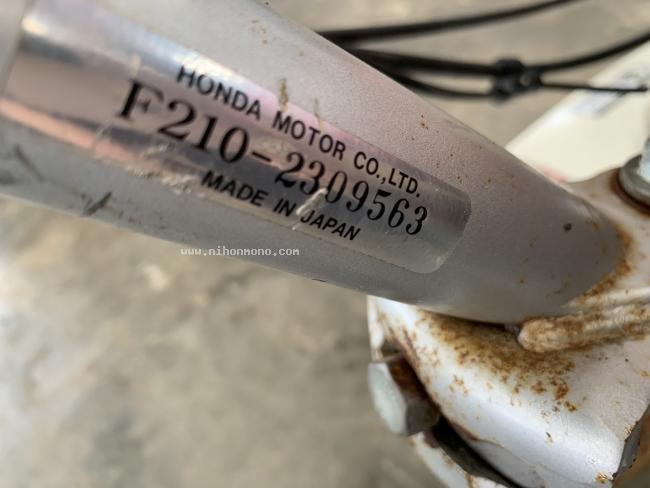 HONDA MOTOR CO.,LTD.
F210-2309563
MADE IN JAPAN
www.nihonmono.com